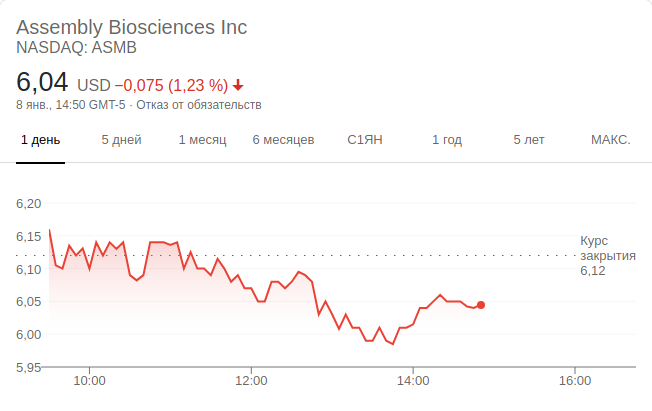 Assembly Biosciences Inc
NASDAQ: ASMB
6,04 USD −0,075 (1,23 %)
8 янв., 14:50 GMT-5 · Отказ от обязательств
1 день 5 дней 1 месяц 6 месяцев С1ЯН 1 год 5 лет МАКС.
6,20
6,15
6,10
6,05
6,00
5,95
Курс
закрытия
6,12
10:00 12:00 14:00 16:00